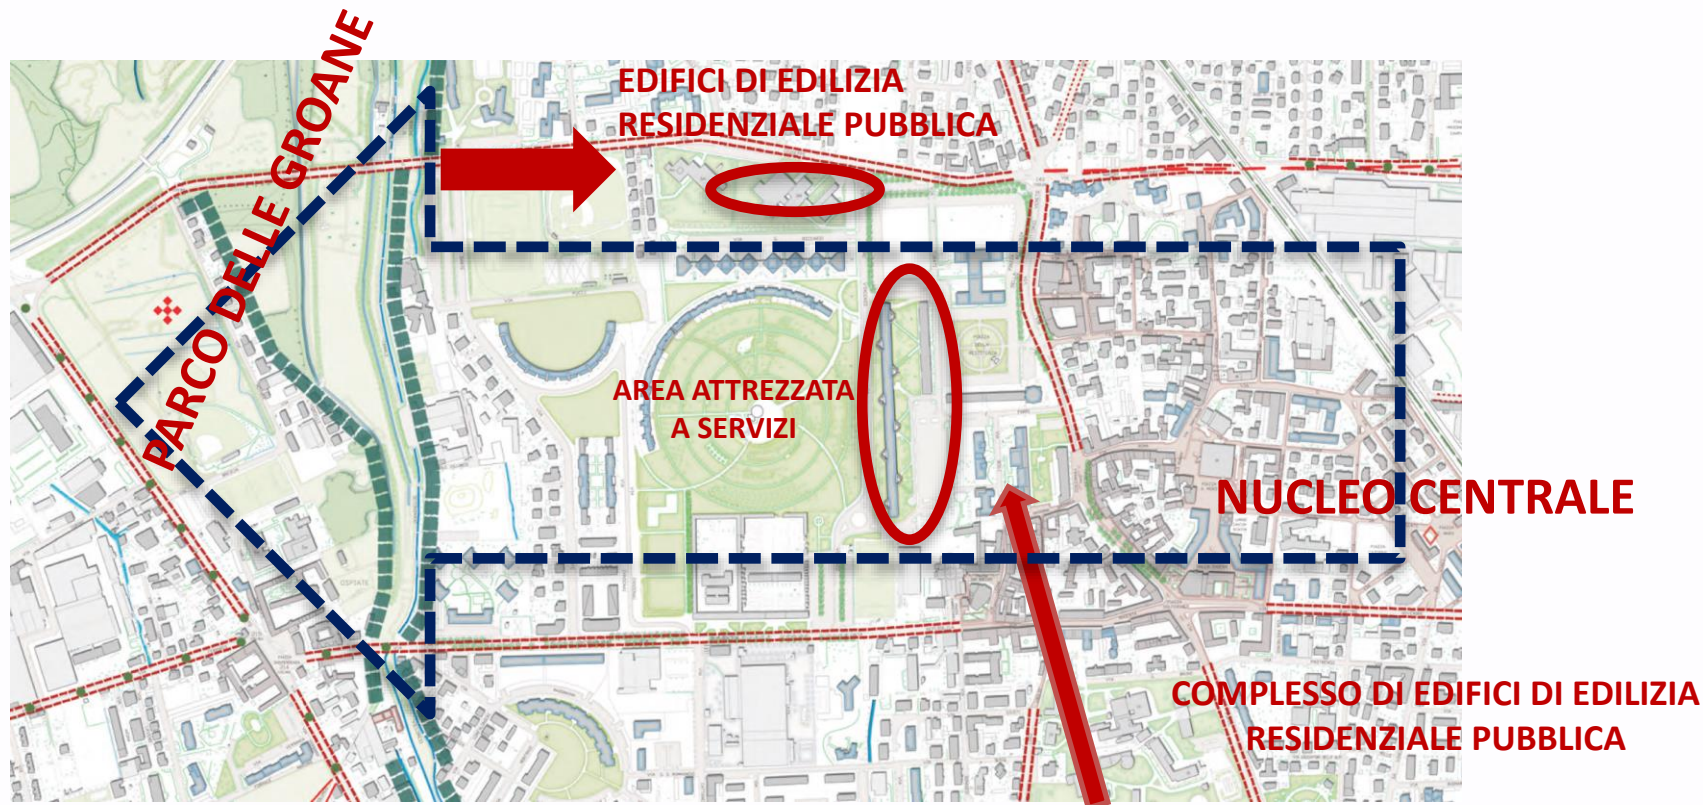 PARCO DELLE GROANE
EDIFICI DI EDILIZIA
RESIDENZIALE PUBBLICA
AREA ATTREZZATA
A SERVIZI
NUCLEO CENTRALE
COMPLESSO DI EDIFICI DI EDILIZIA
RESIDENZIALE PUBBLICA